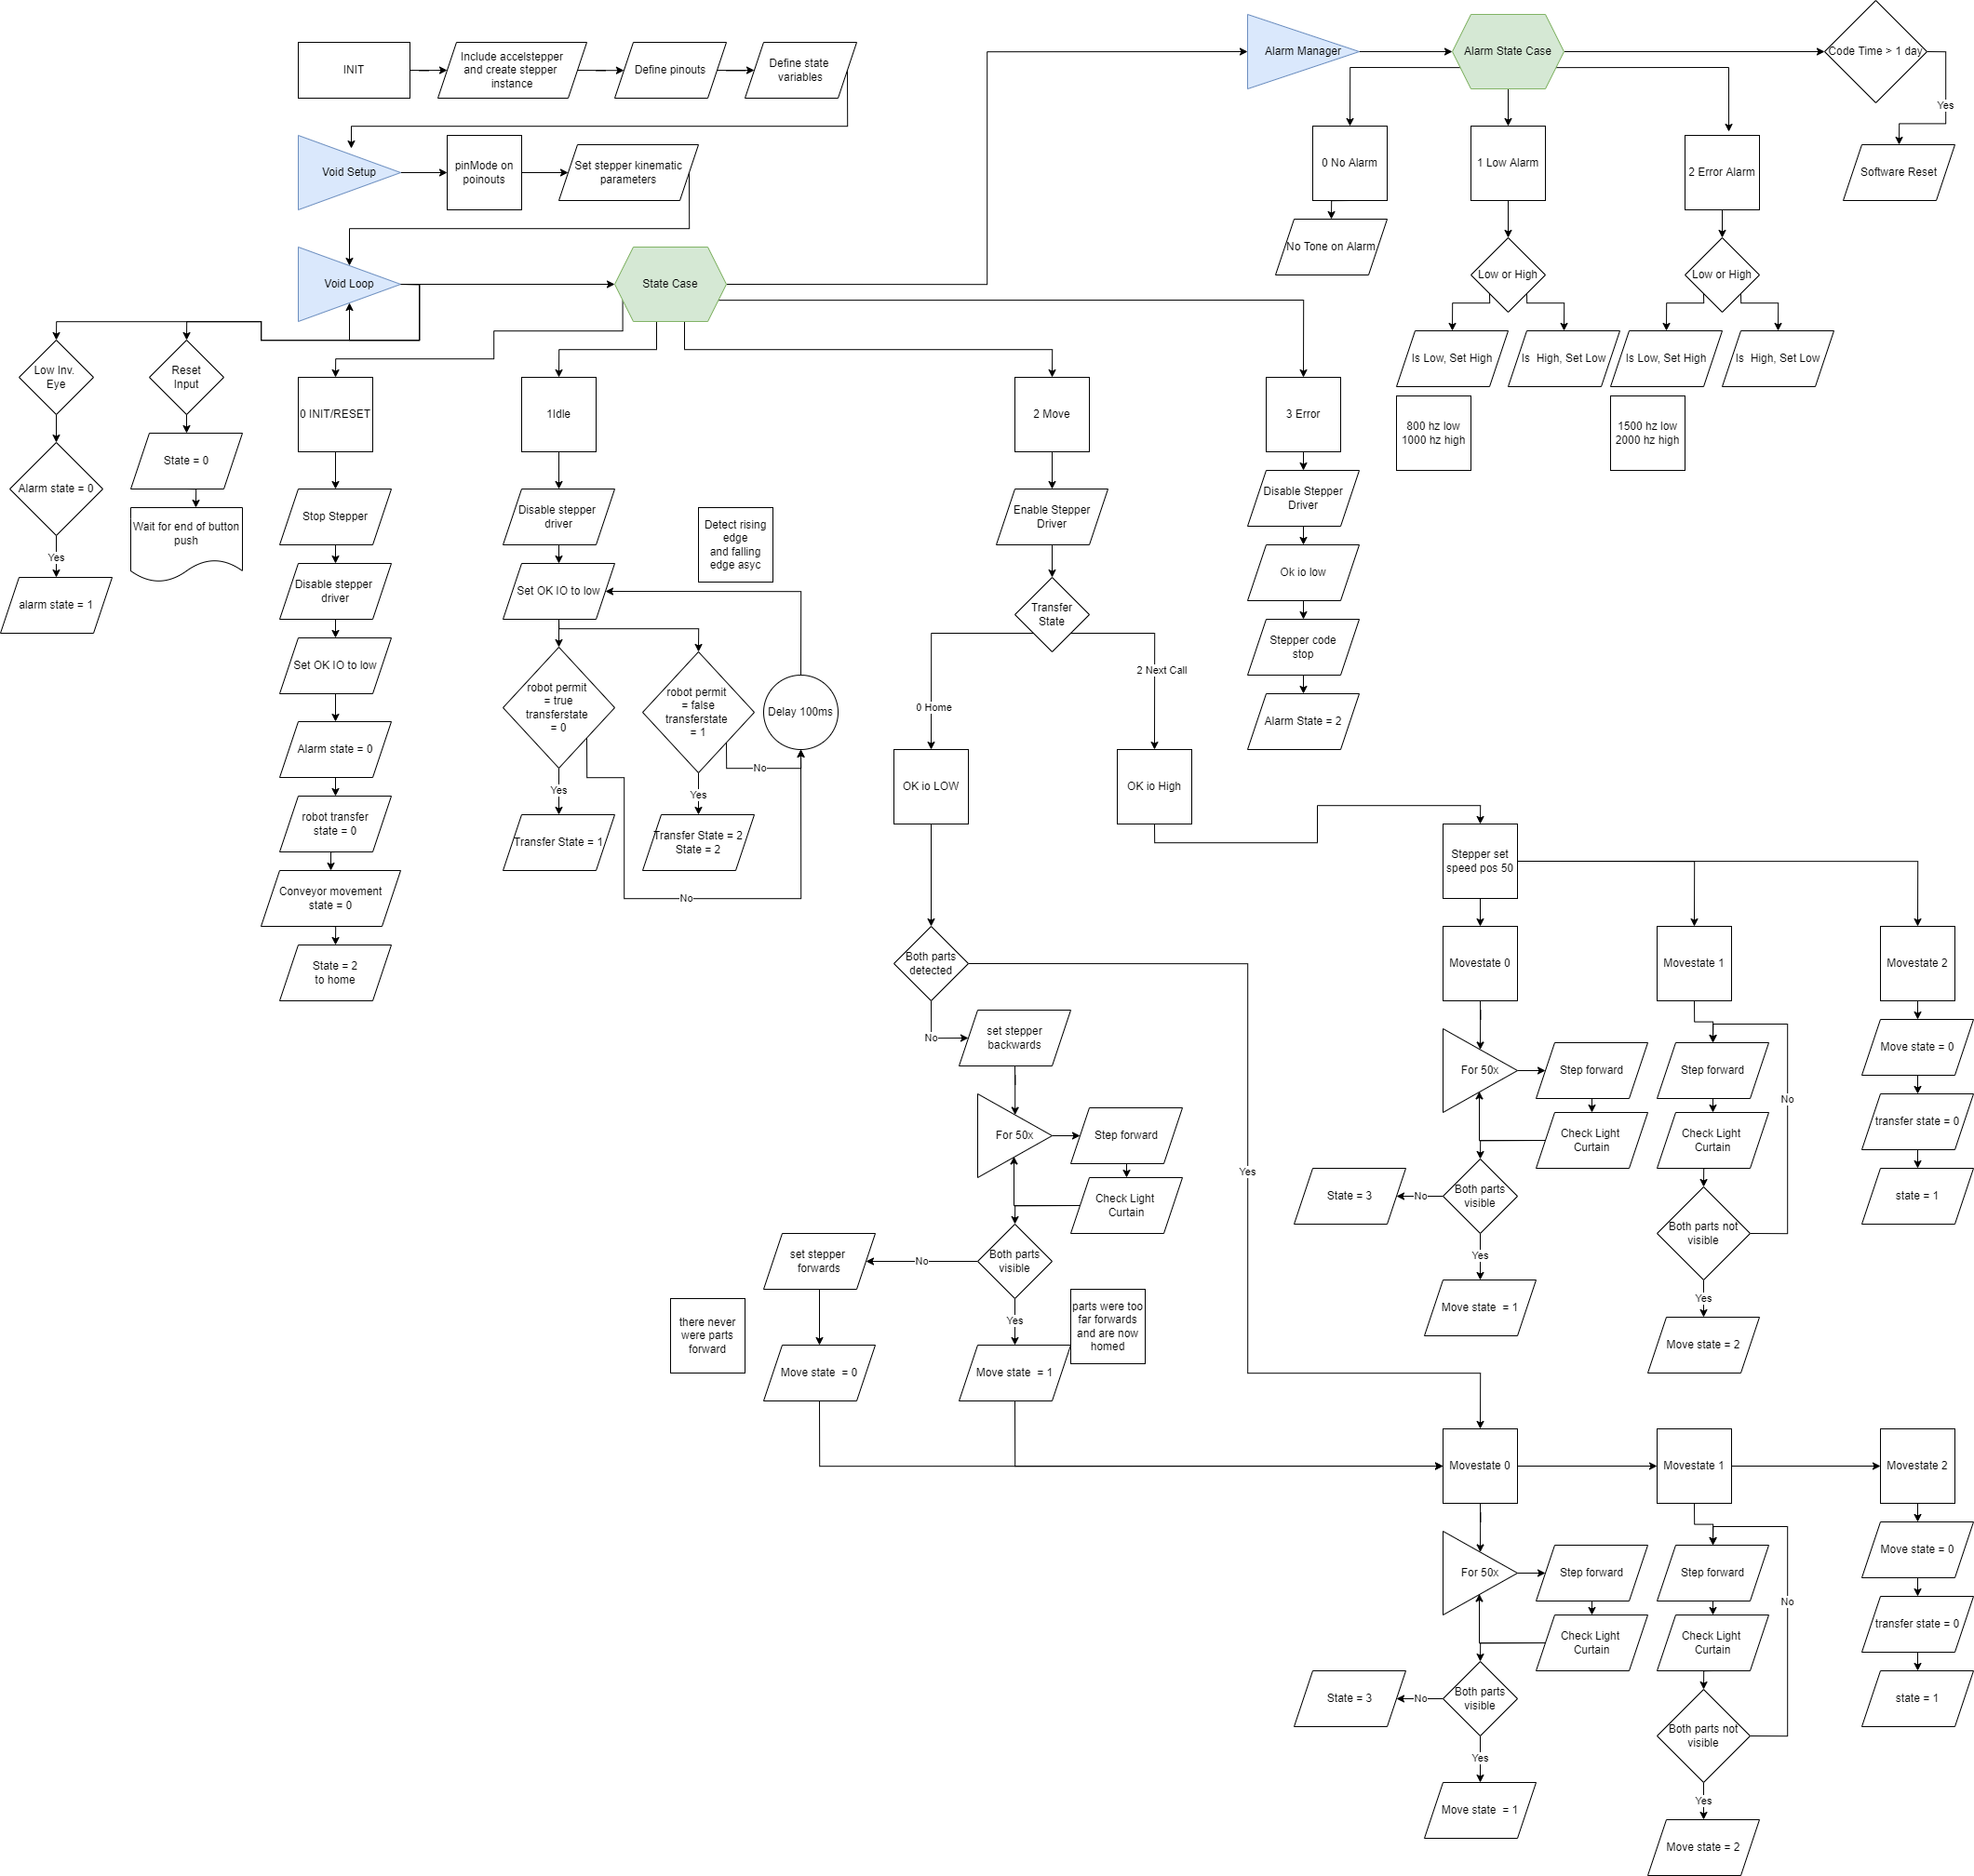 INIT
Include accelstepper
and create stepper
instance
Define pinouts
Define state
variables
Void Setup
pinMode on
poinouts
Set stepper kinematic
parameters
Void Loop
State Case
Alarm Manager
Alarm State Case
Code Time > 1 day
Yes
Software Reset
0 No Alarm
No Tone on Alarm
1 Low Alarm
Low or High
Is Low, Set High
Is  High, Set Low
800 hz low
1000 hz high
2 Error Alarm
Low or High
Is Low, Set High
Is  High, Set Low
1500 hz low
2000 hz high
Low Inv.
Eye
Alarm state = 0
Yes
alarm state = 1
Reset
Input
State = 0
Wait for end of button
push
0 INIT/RESET
Stop Stepper
Disable stepper
driver
Set OK IO to low
Alarm state = 0
robot transfer
state = 0
Conveyor movement
state = 0
State = 2
to home
1Idle
Disable stepper
driver
Set OK IO to low
Detect rising
edge
and falling
edge asyc
robot permit
= true
transferstate
= 0
Yes
Transfer State = 1
No
robot permit
= false
transferstate
= 1
No
Yes
Transfer State = 2
State = 2
Delay 100ms
2 Move
Enable Stepper
Driver
Transfer
State
0 Home
2 Next Call
OK io LOW
OK io High
3 Error
Disable Stepper
Driver
Ok io low
Stepper code
stop
Alarm State = 2
Both parts
detected
No
Yes
set stepper
backwards
For 50x
Step forward
Check Light
Curtain
Both parts
visible
No
Yes
set stepper
forwards
there never
were parts
forward
Move state  = 0
Move state  = 1
parts were too
far forwards
and are now
homed
Stepper set
speed pos 50
Movestate 0
For 50x
Step forward
Check Light
Curtain
Both parts
visible
No
State = 3
Yes
Move state  = 1
Movestate 1
Step forward
Check Light
Curtain
Both parts not
visible
No
Yes
Move state = 2
Movestate 2
Move state = 0
transfer state = 0
state = 1
Movestate 0
For 50x
Step forward
Check Light
Curtain
Both parts
visible
No
State = 3
Yes
Move state  = 1
Movestate 1
Step forward
Check Light
Curtain
Both parts not
visible
No
Yes
Move state = 2
Movestate 2
Move state = 0
transfer state = 0
state = 1